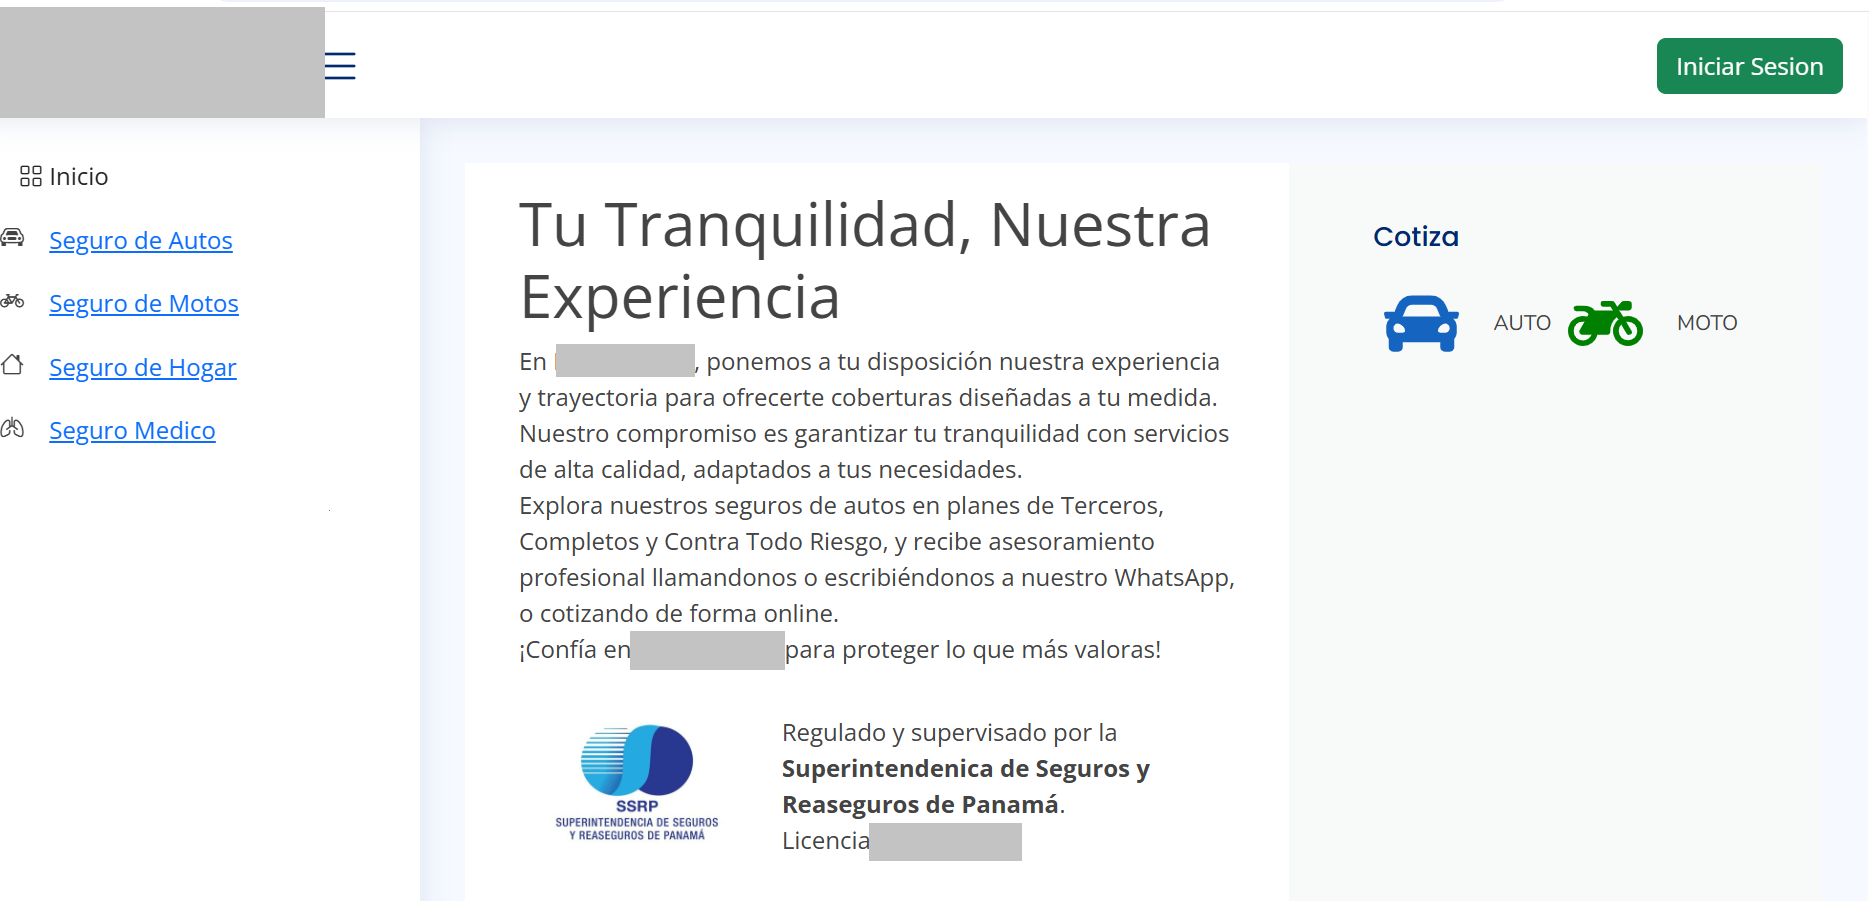 Iniciar Sesion
Inicio
Seguro de Autos
Seguro de Motos
Seguro de Hogar
Seguro Medico
Tu Tranquilidad, Nuestra
Experiencia
En , ponemos a tu disposición nuestra experiencia
y trayectoria para ofrecerte coberturas diseñadas a tu medida.
Nuestro compromiso es garantizar tu tranquilidad con servicios
de alta calidad, adaptados a tus necesidades.
Explora nuestros seguros de autos en planes de Terceros,
Completos y Contra Todo Riesgo, y recibe asesoramiento
profesional llamandonos o escribiéndonos a nuestro WhatsApp,
o cotizando de forma online.
¡Confía en para proteger lo que más valoras!
SSRP
SUPERINTENDENCIA DE SEGUROS
Y REASEGUROS DE PANAMÁ
Regulado y supervisado por la
Superintendenica de Seguros y
Reaseguros de Panamá.
Licencia
Cotiza
AUTO MOTO